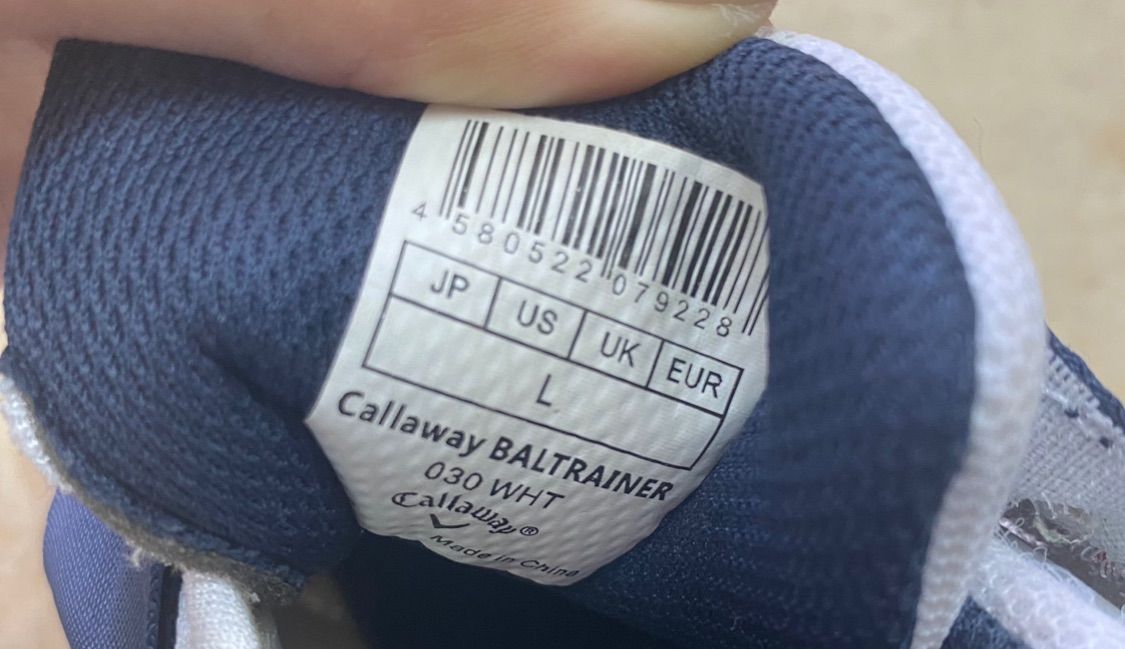 4 580522 079228
JP US UK EUR
L
Callaway BALTRAINER
030 WHT
Callaway®
Made in China